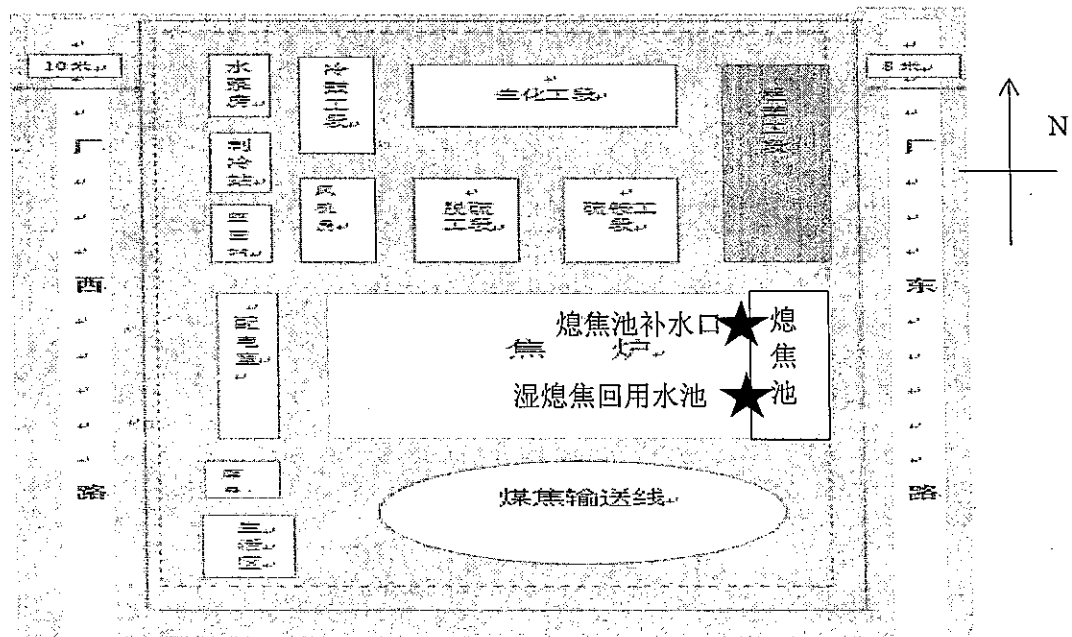 10米
8米
水泵房
冷凝工段
生化工段
N
制冷站
风机房
脱硫工段
硫铵工段
厂西路
厂东路
配电室
熄焦池补水口
熄焦池
焦 炉
湿熄焦回用水池
煤焦输送线
生活区